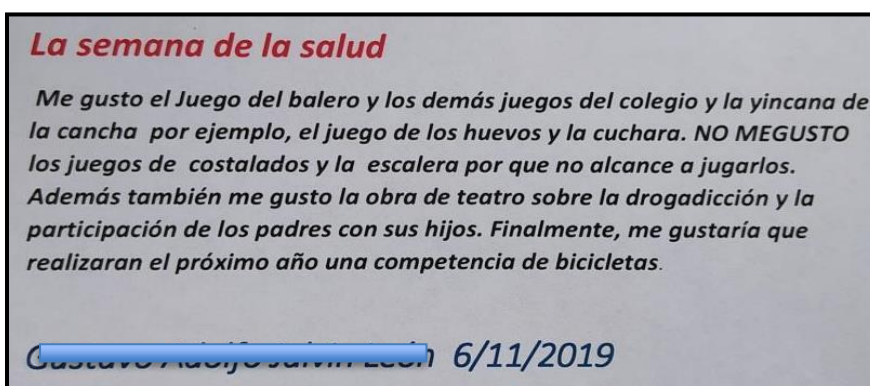 La semana de la salud
Me gusto el Juego del balero y los demás juegos del colegio y la yincana de
la cancha por ejemplo, el juego de los huevos y la cuchara. NO MEGUSTO
los juegos de costalados y la escalera por que no alcance a jugarlos.
Además también me gusto la obra de teatro sobre la drogadicción y la
participación de los padres con sus hijos. Finalmente, me gustaría que
realizaran el próximo año una competencia de bicicletas.
6/11/2019